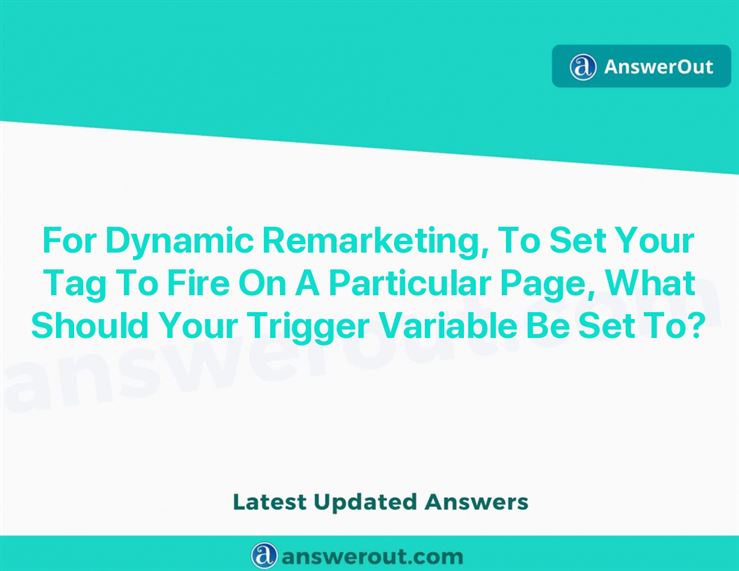 AnswerOut
For Dynamic Remarketing, To Set Your
Tag To Fire On A Particular Page, What
Should Your Trigger Variable Be Set To?
answerout.com
Latest Updated Answers
answerout.com